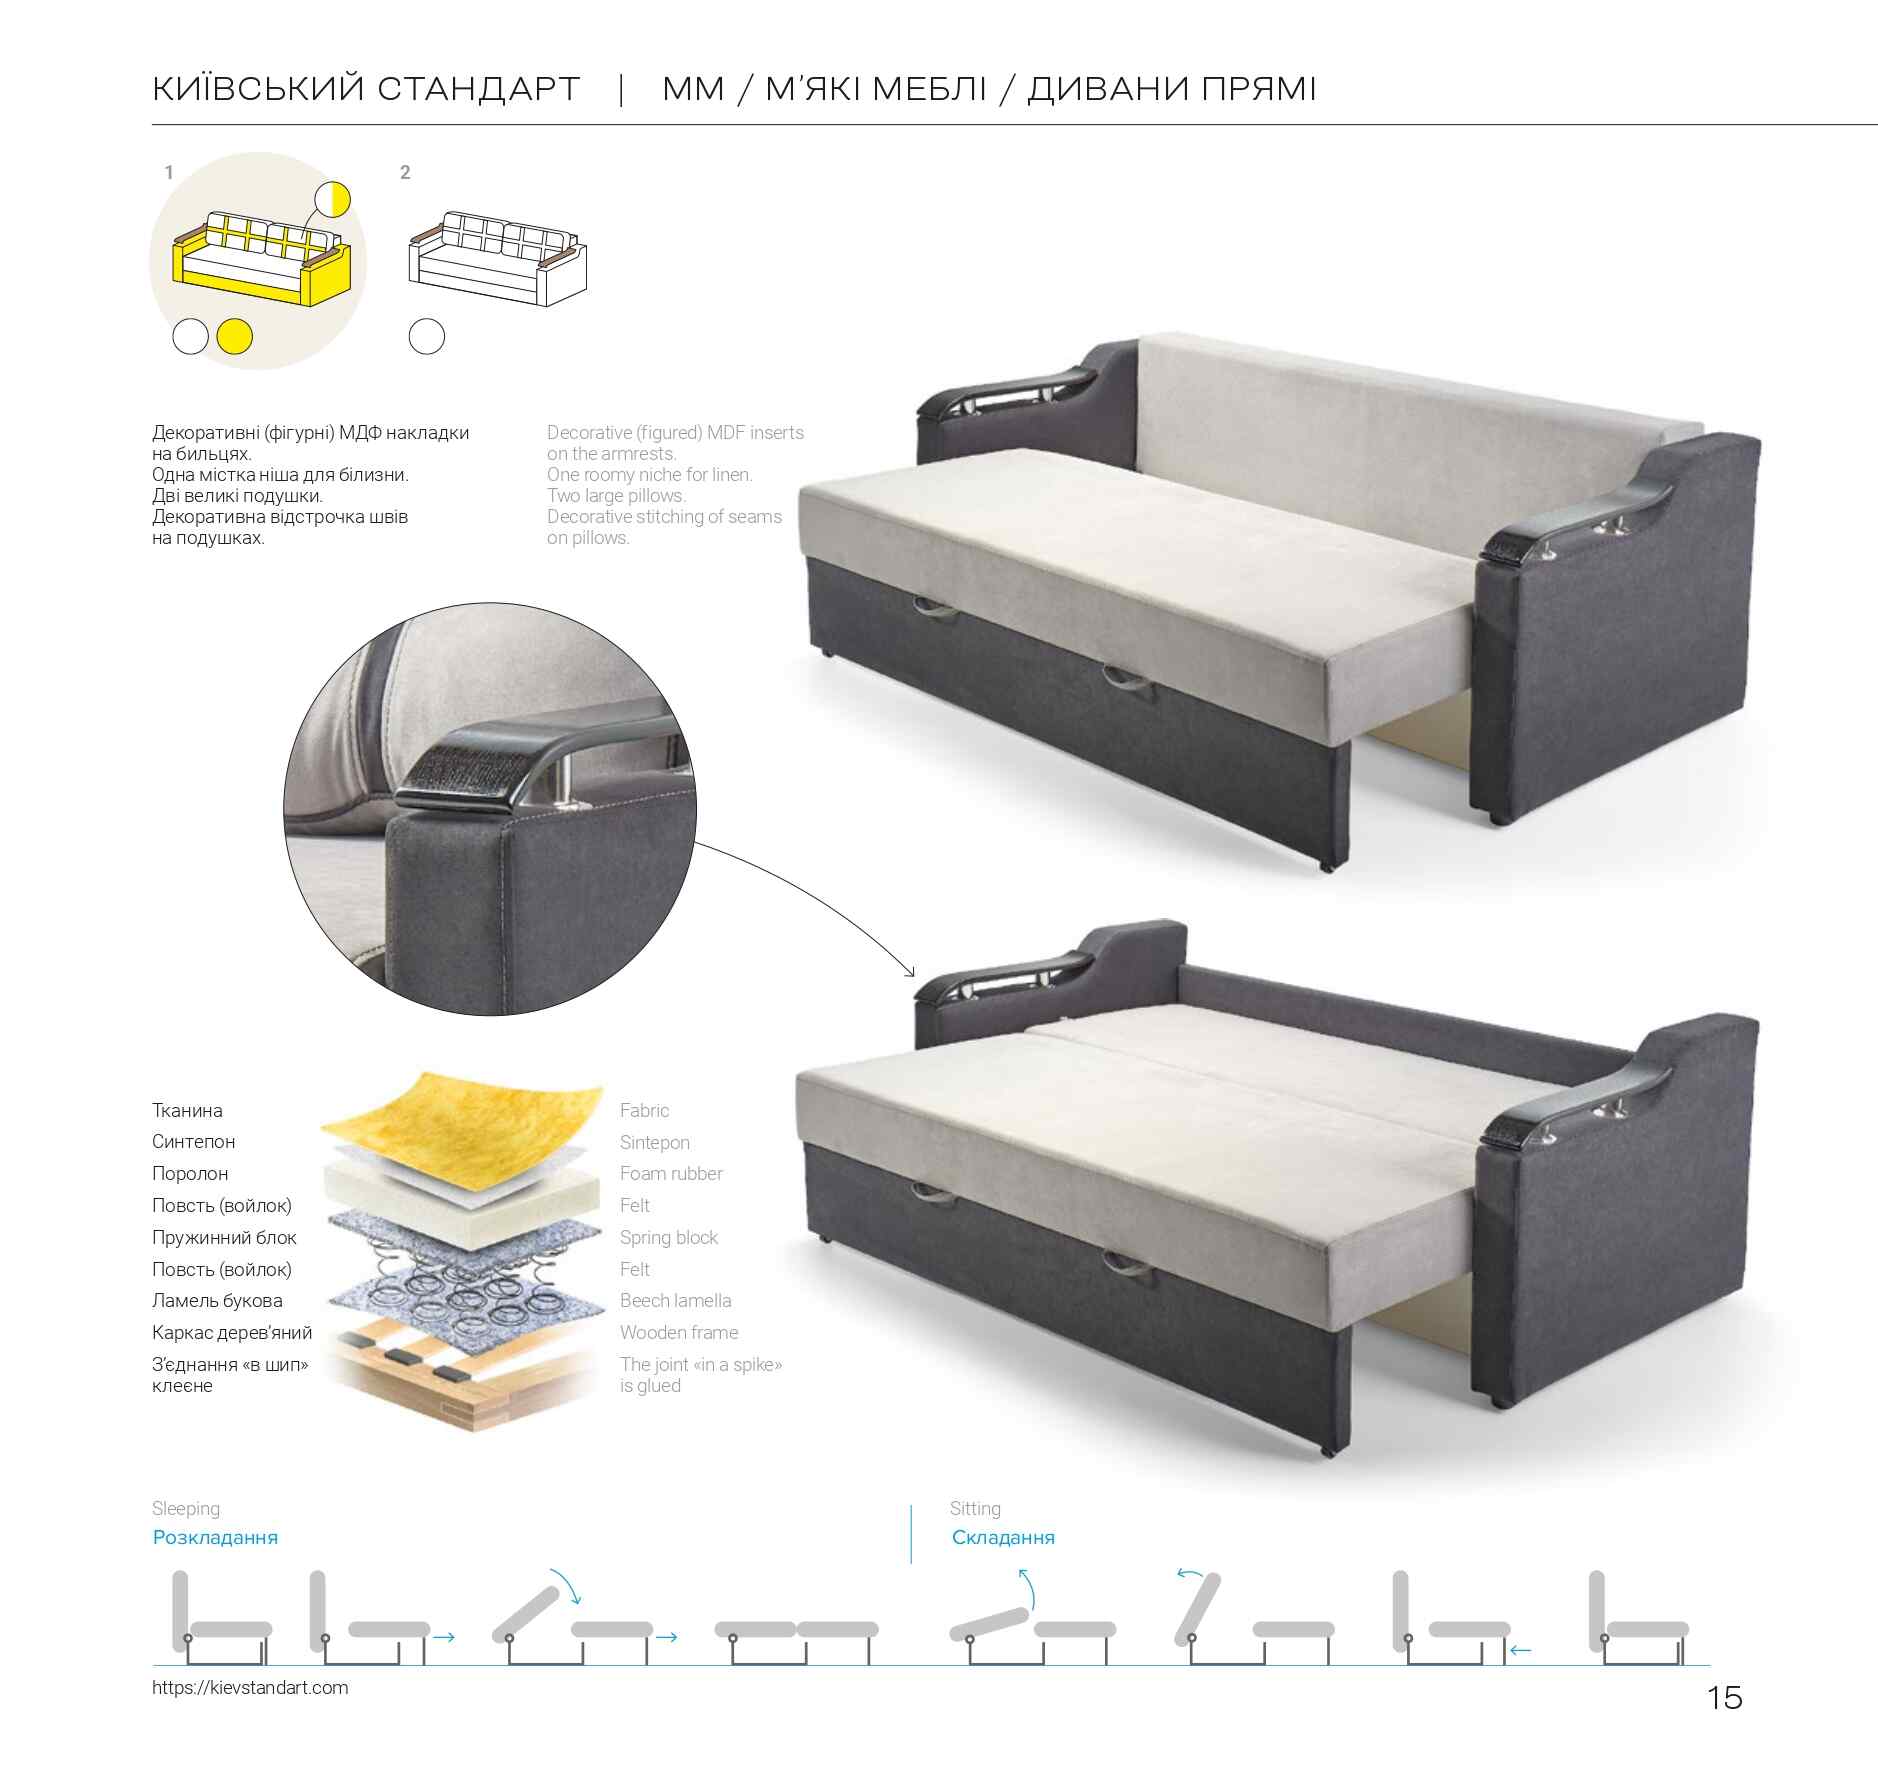 КИЇВСЬКИЙ СТАНДАРТ | ММ / М’ЯКІ МЕБЛІ / ДИВАНИ ПРЯМІ
1
2
Декоративні (фігурні) МДФ накладки
на бильцях.
Одна містка ніша для білизни.
Дві великі подушки.
Декоративна відстрочка швів
на подушках.
Decorative (figured) MDF inserts
on the armrests.
One roomy niche for linen.
Two large pillows.
Decorative stitching of seams
on pillows.
Тканина
Синтепон
Поролон
Повсть (войлок)
Пружинний блок
Повсть (войлок)
Ламель букова
Каркас дерев’яний
З’єднання «в шип»
клеєне
Fabric
Sintepon
Foam rubber
Felt
Spring block
Felt
Beech lamella
Wooden frame
The joint «in a spike»
is glued
Sleeping
Розкладання
Sitting
Складання
https://kievstandart.com
15